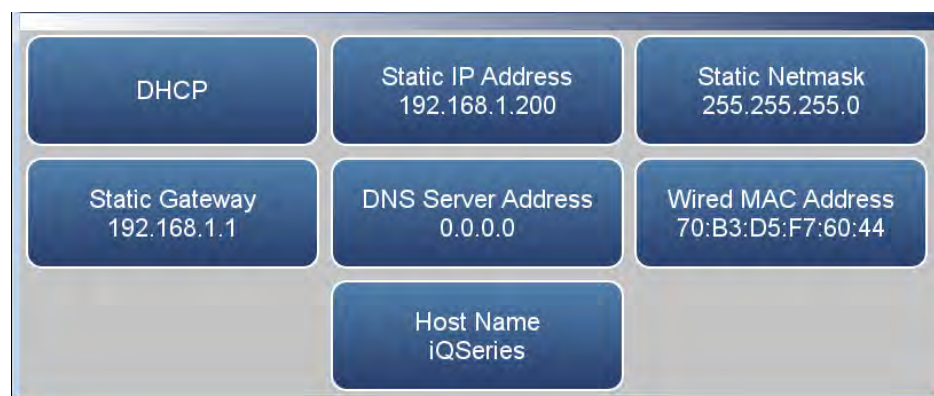 DHCP
Static IP Address
192.168.1.200
Static Netmask
255.255.255.0
Static Gateway
192.168.1.1
DNS Server Address
0.0.0.0
Wired MAC Address
70:B3:D5:F7:60:44
Host Name
iQSeries